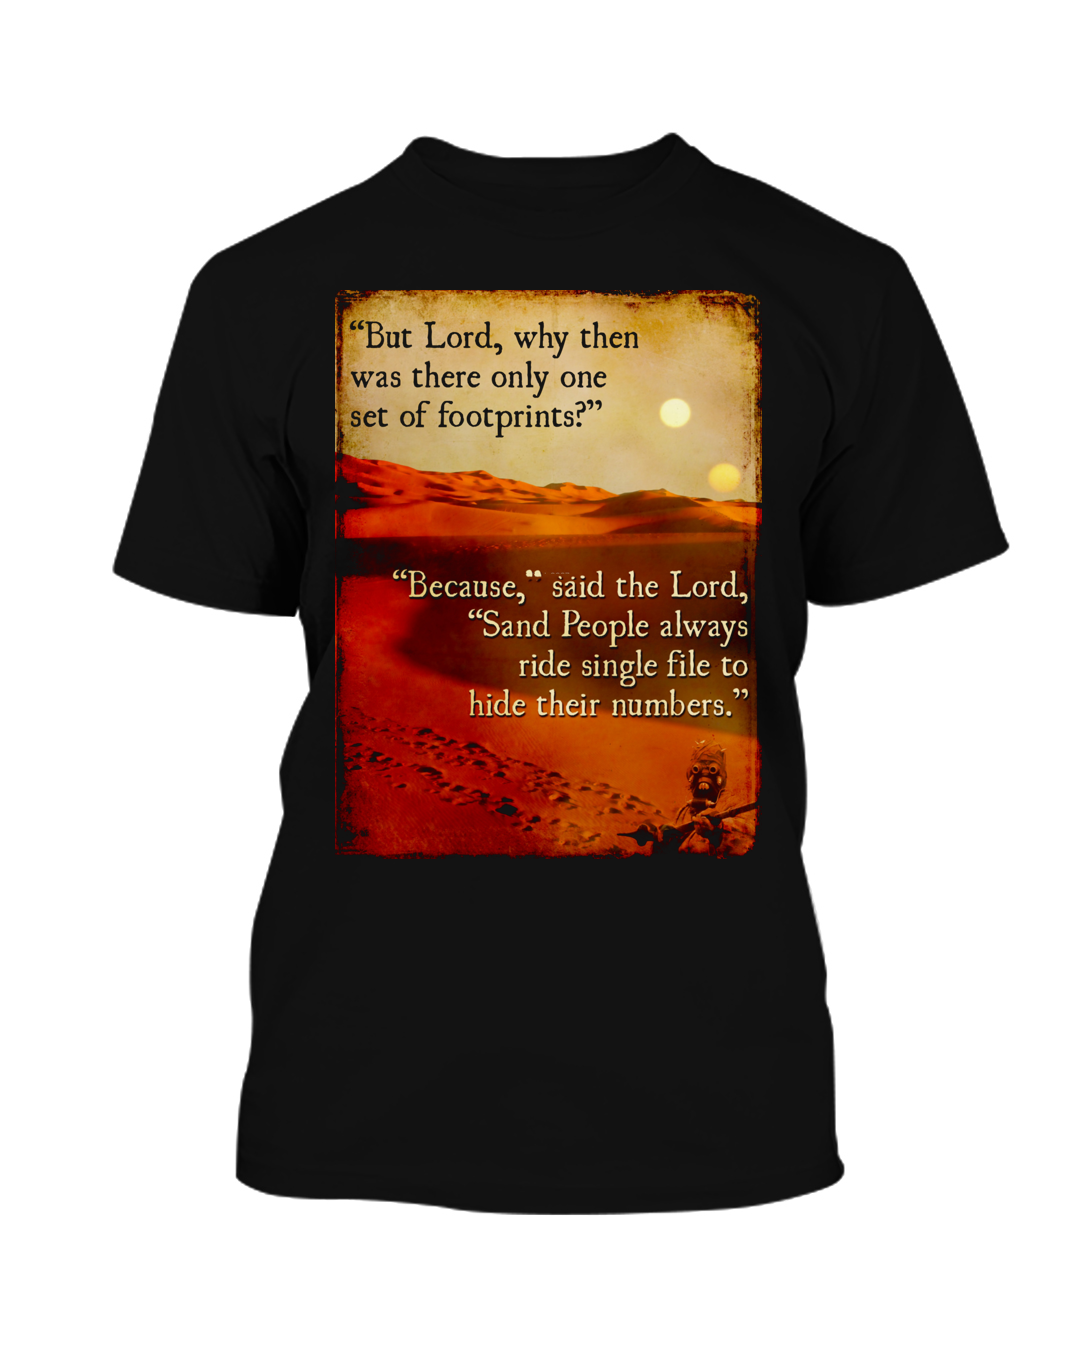 “But Lord, why then
was there only one
set of footprints?”
“Because,“ said the Lord,
“Sand People always
ride single file to
hide their numbers.”